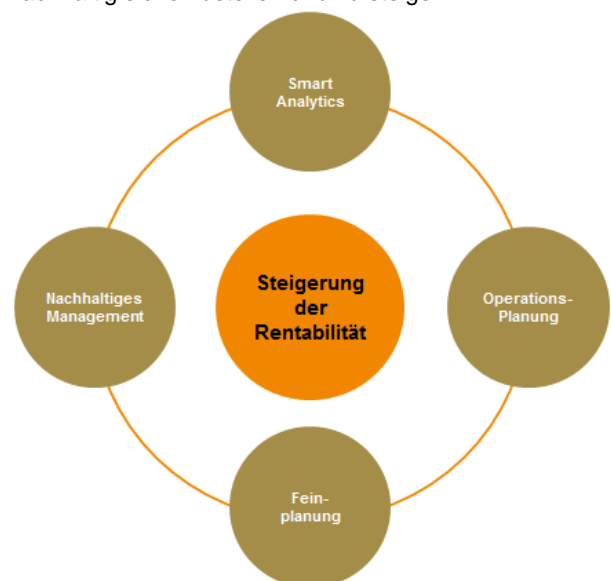 Smart
Analytics
Nachhaltiges
Management
Steigerung
der
Rentabilität
Operations-
Planung
Fein-
planung